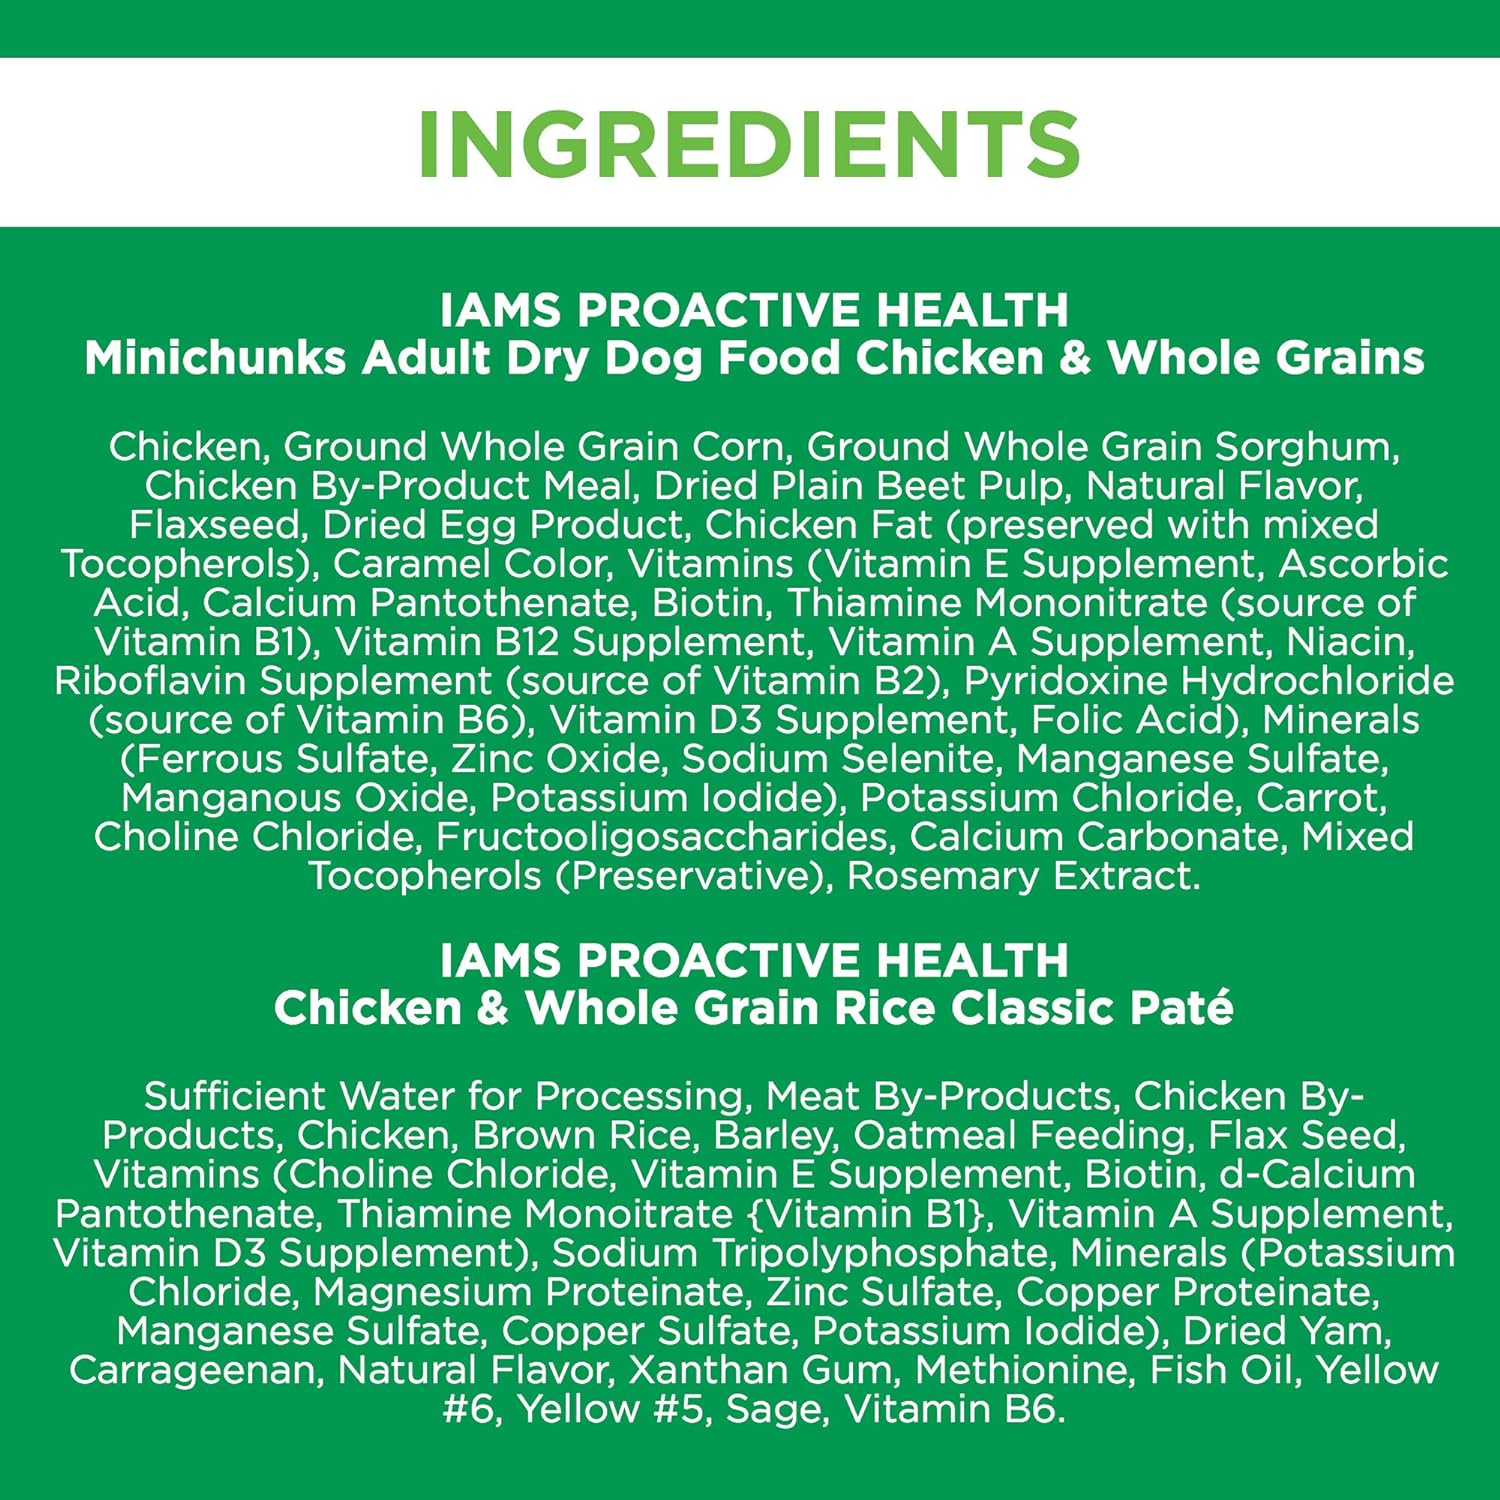 INGREDIENTS
IAMS PROACTIVE HEALTH
Minichunks Adult Dry Dog Food Chicken & Whole Grains
Chicken, Ground Whole Grain Corn, Ground Whole Grain Sorghum,
Chicken By-Product Meal, Dried Plain Beet Pulp, Natural Flavor,
Flaxseed, Dried Egg Product, Chicken Fat (preserved with mixed
Tocopherols), Caramel Color, Vitamins (Vitamin E Supplement, Ascorbic
Acid, Calcium Pantothenate, Biotin, Thiamine Mononitrate (source of
Vitamin B1), Vitamin B12 Supplement, Vitamin A Supplement, Niacin,
Riboflavin Supplement (source of Vitamin B2), Pyridoxine Hydrochloride
(source of Vitamin B6), Vitamin D3 Supplement, Folic Acid), Minerals
(Ferrous Sulfate, Zinc Oxide, Sodium Selenite, Manganese Sulfate,
Manganous Oxide, Potassium Iodide), Potassium Chloride, Carrot,
Choline Chloride, Fructooligosaccharides, Calcium Carbonate, Mixed
Tocopherols (Preservative), Rosemary Extract.
IAMS PROACTIVE HEALTH
Chicken & Whole Grain Rice Classic Paté
Sufficient Water for Processing, Meat By-Products, Chicken By-
Products, Chicken, Brown Rice, Barley, Oatmeal Feeding, Flax Seed,
Vitamins (Choline Chloride, Vitamin E Supplement, Biotin, d-Calcium
Pantothenate, Thiamine Monoitrate {Vitamin B1}, Vitamin A Supplement,
Vitamin D3 Supplement), Sodium Tripolyphosphate, Minerals (Potassium
Chloride, Magnesium Proteinate, Zinc Sulfate, Copper Proteinate,
Manganese Sulfate, Copper Sulfate, Potassium Iodide), Dried Yam,
Carrageenan, Natural Flavor, Xanthan Gum, Methionine, Fish Oil, Yellow
#6, Yellow #5, Sage, Vitamin B6.